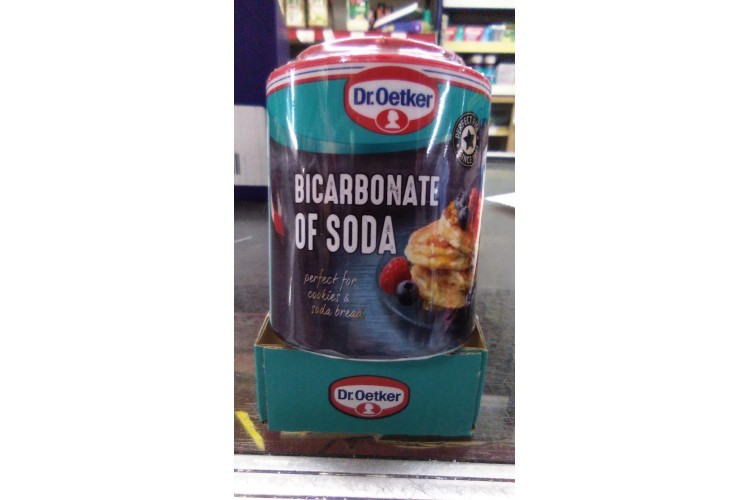 Dr.Oetker
BICARBONATE
OF SODA
perfect for
cookies &
soda bread
Dr.Oetker